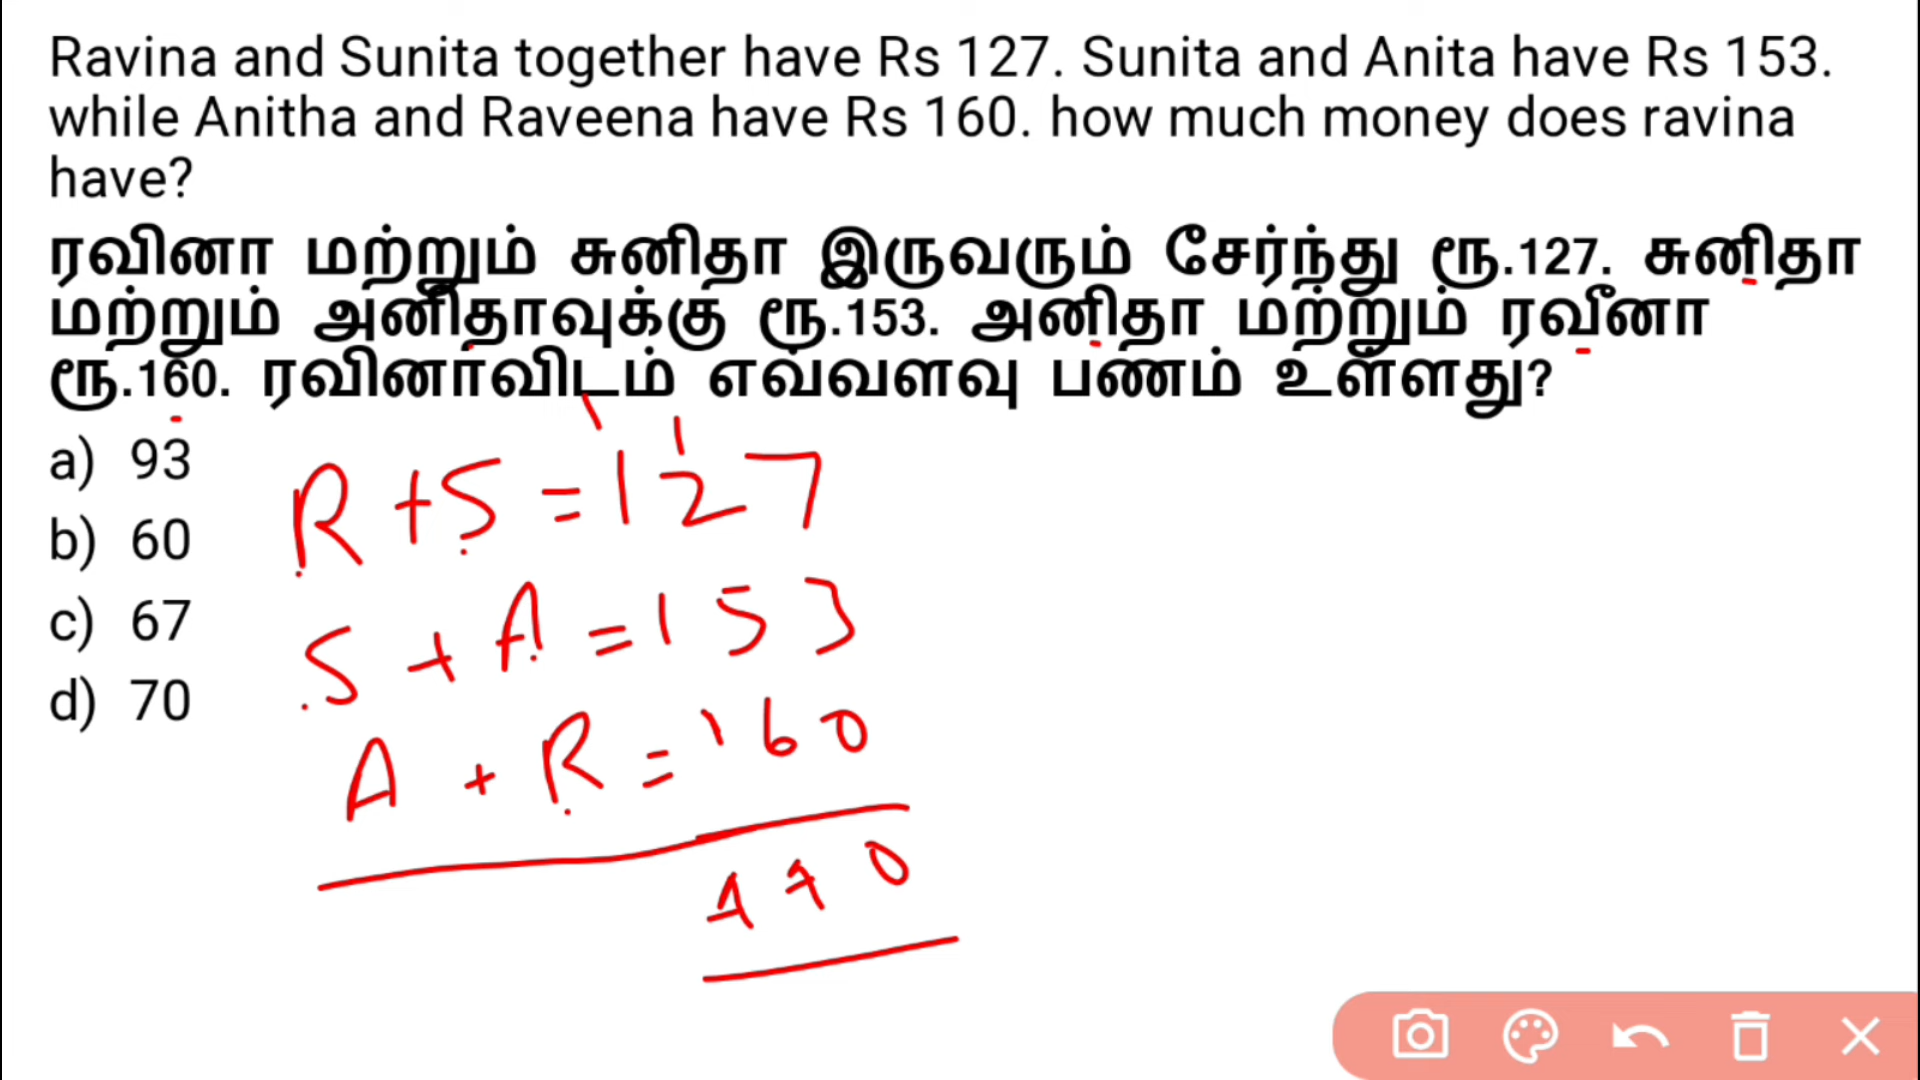 Ravina and Sunita together have Rs 127. Sunita and Anita have Rs 153.
while Anitha and Raveena have Rs 160. how much money does ravina
have?
ரவினா மற்றும் சுனிதா இருவரும் சேர்ந்து ரூ.127. சுனிதா
மற்றும் அனிதாவுக்கு ரூ.153. அனிதா மற்றும் ரவீனா
ரூ.160. ரவினாவிடம் எவ்வளவு பணம் உள்ளது?
a) 93
b) 60
c) 67
d) 70
R + S = 127
S + A = 153
A + R = 160
440